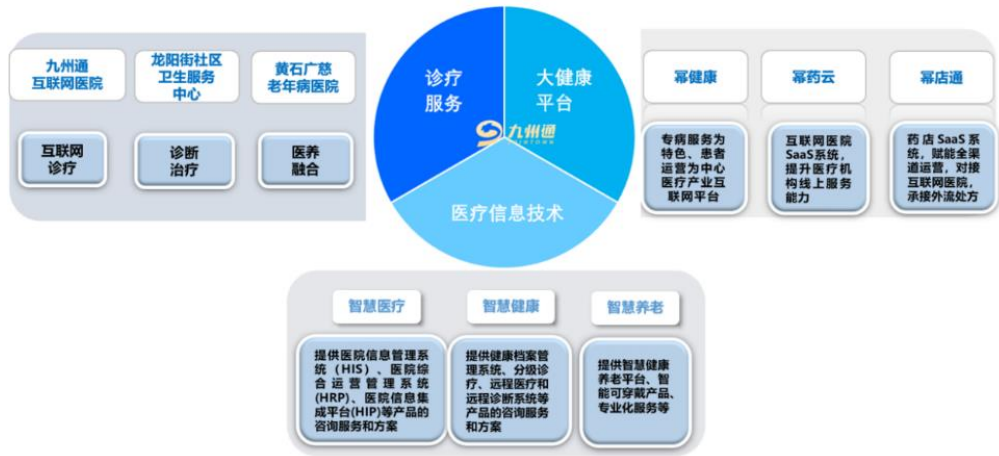 九州通
互联网医院
龙阳街社区
卫生服务
中心
黄石广慈
老年病医院
互联网
诊疗
诊断
治疗
医养
融合
诊疗
服务
大健康
平台
九州通
JOINTOWN
医疗信息技术
幂健康
幂药云
幂店通
专病服务为
特色、患者
运营为中心
医疗产业互
联网平台
互联网医院
SaaS系统，
提升医疗机
构线上服务
能力
药店SaaS系
统，赋能全渠
道运营，对接
互联网医院，
承接外流处方
智慧医疗
智慧健康
智慧养老
提供医院信息管理系
统（HIS）、医院综
合运营管理系统
(HRP)、医院信息集
成平台(HIP)等产品的
咨询服务和方案
提供健康档案管
理系统、分级诊
疗、远程医疗和
远程诊断系统等
产品的咨询服务
和方案
提供智慧健康
养老平台、智
能可穿戴产品、
专业化服务等